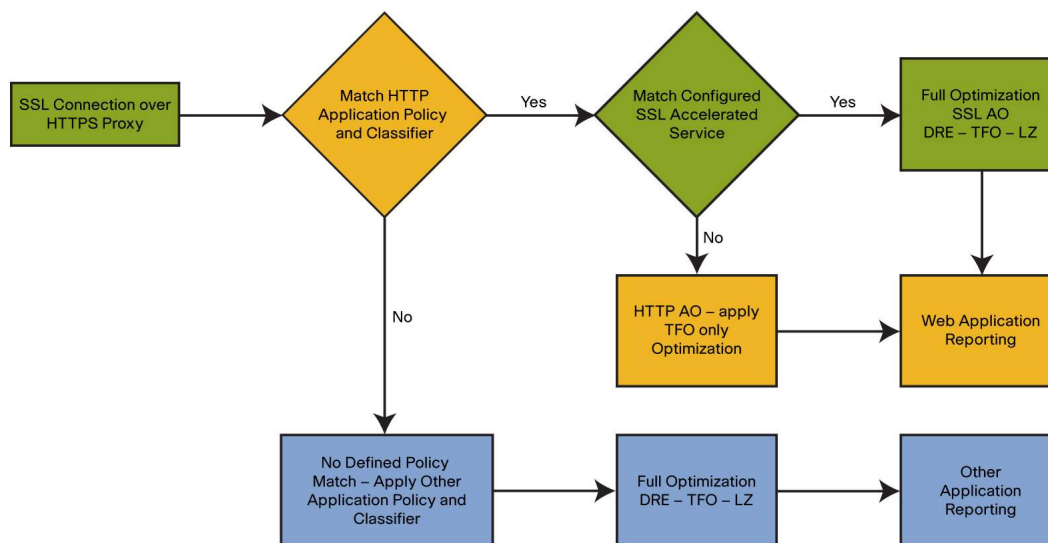 SSL Connection over
HTTPS Proxy
Match HTTP
Application Policy
and Classifier
Yes
Match Configured
SSL Accelerated
Service
Yes
Full Optimization
SSL AO
DRE – TFO – LZ
No
No
HTTP AO – apply
TFO only
Optimization
Web Application
Reporting
No Defined Policy
Match – Apply Other
Application Policy and
Classifier
Full Optimization
DRE – TFO – LZ
Other
Application
Reporting